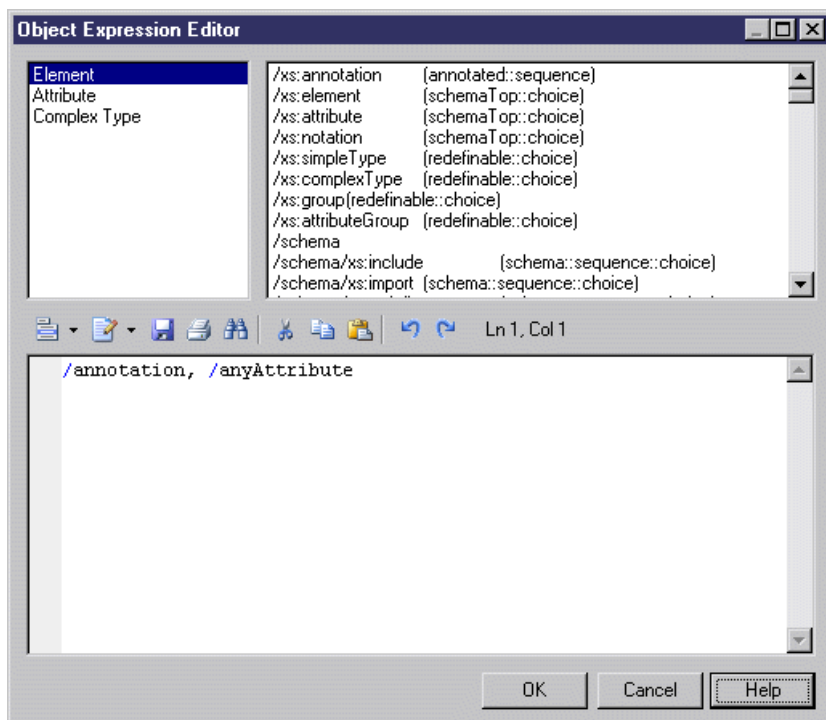 Object Expression Editor
Element
Attribute
Complex Type
/xs:annotation (annotated::sequence)
/xs:element (schemaTop::choice)
/xs:attribute (schemaTop::choice)
/xs:notation (schemaTop::choice)
/xs:simpleType (redefinable::choice)
/xs:complexType (redefinable::choice)
/xs:group(redefinable::choice)
/xs:attributeGroup (redefinable::choice)
/schema
/schema/xs:include (schema::sequence::choice)
/schema/xs:import (schema::sequence::choice)
Ln 1, Col 1
/annotation, /anyAttribute
OK
Cancel
Help